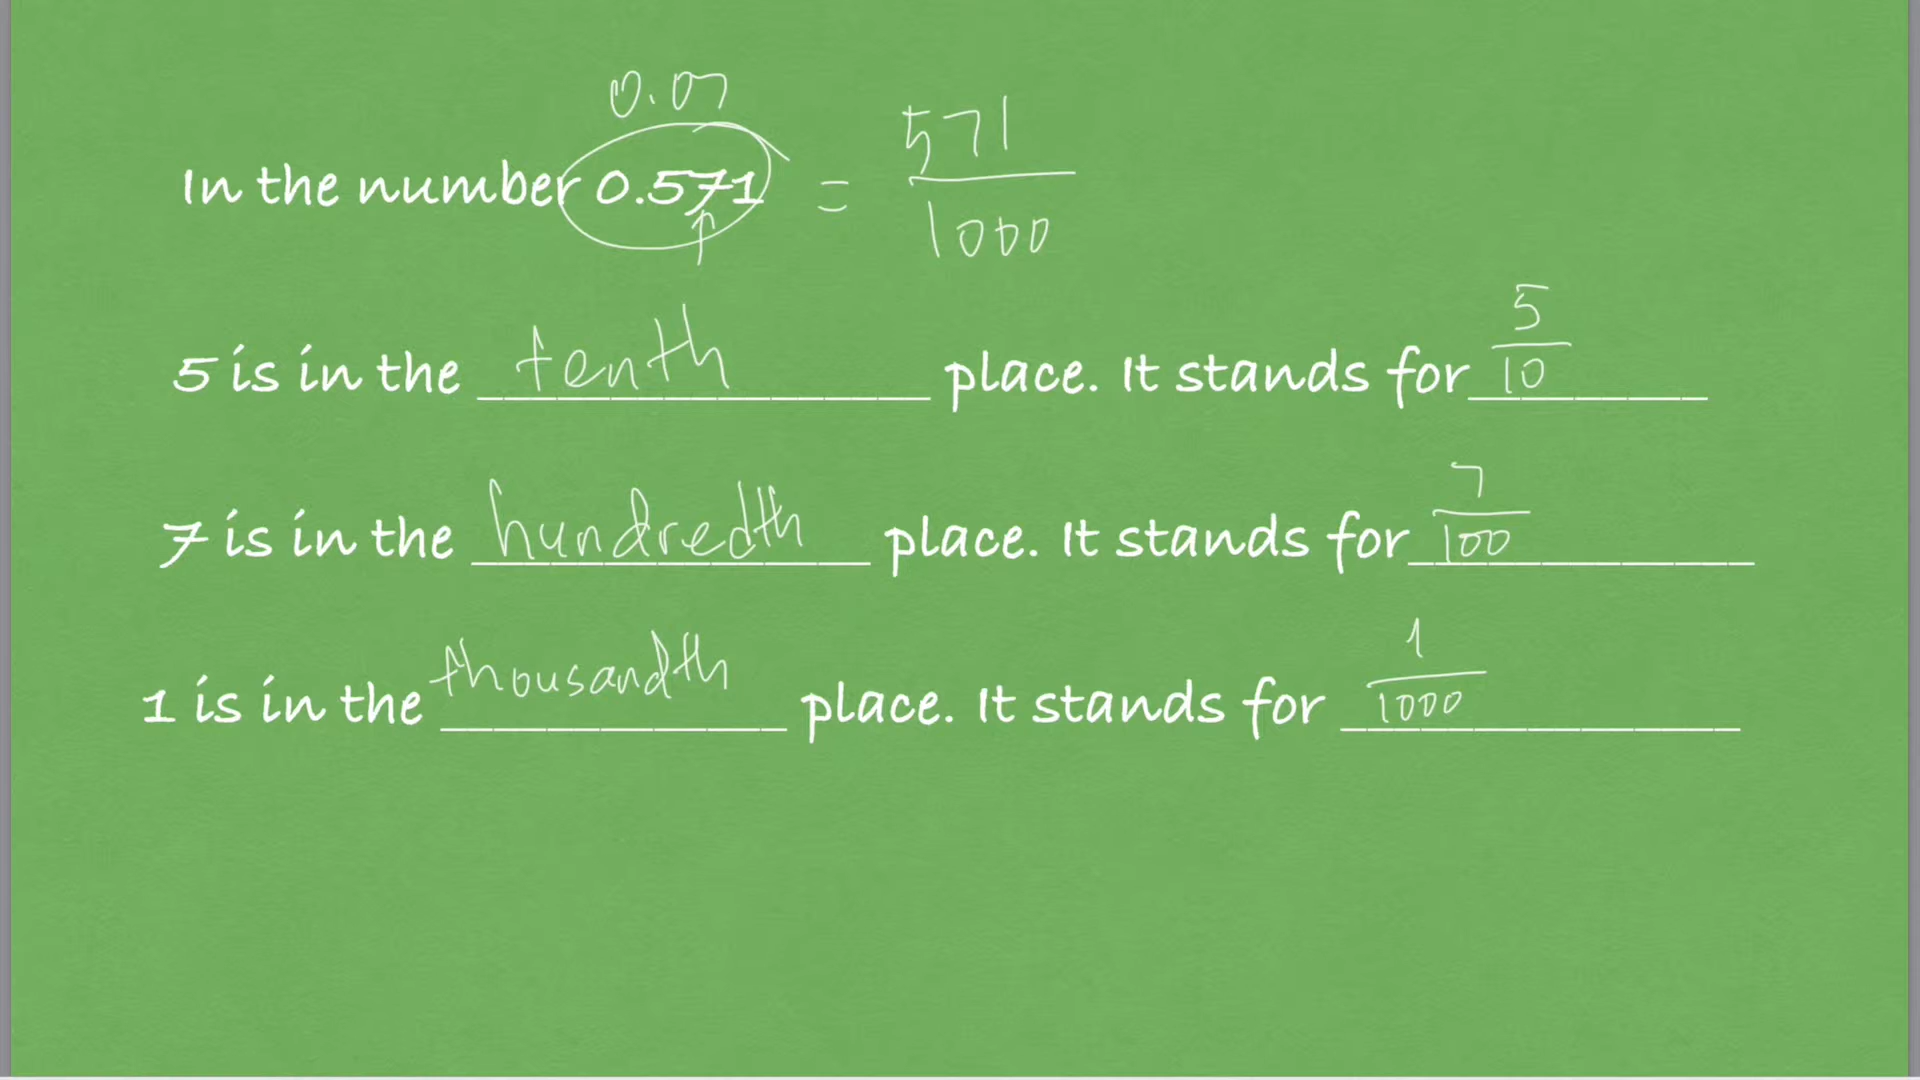 0.07
In the number 0.571 = 571/1000
5 is in the tenth place. It stands for 5/10
7 is in the hundredth place. It stands for 7/100
1 is in the thousandth place. It stands for 1/1000